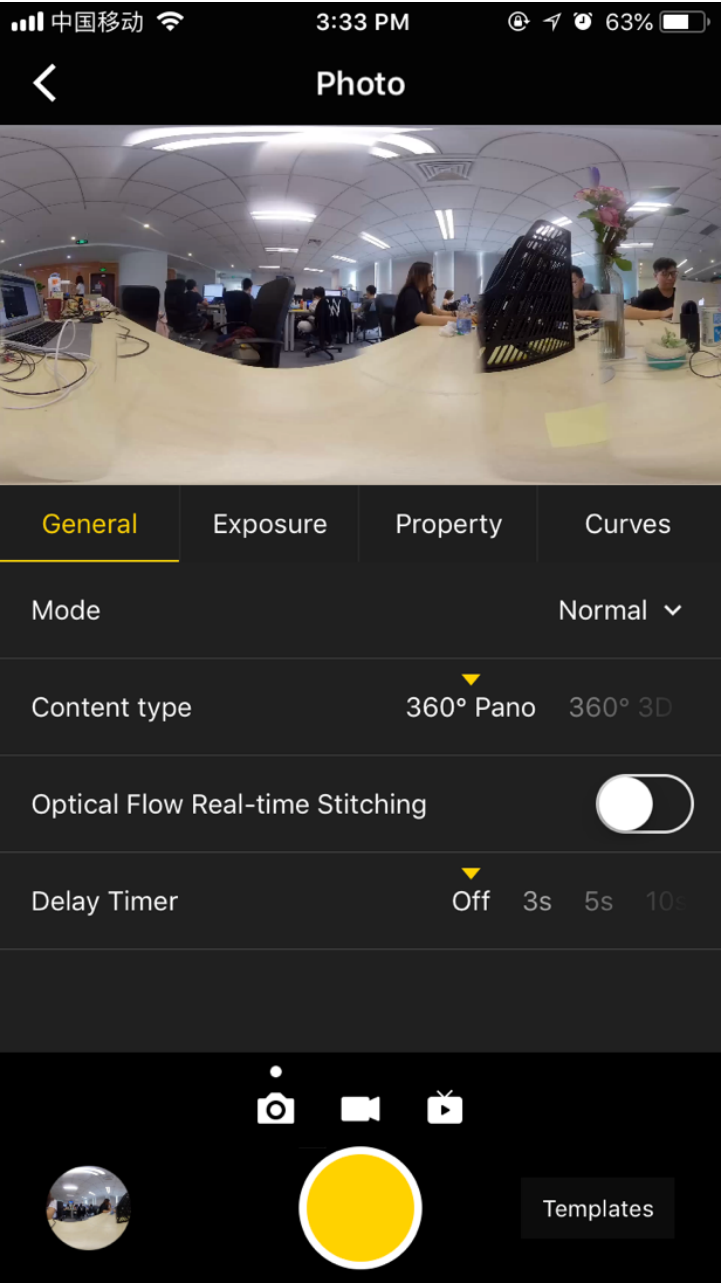 中国移动 3:33 PM 63%
Photo
General Exposure Property Curves
Mode Normal
Content type 360° Pano 360° 3D
Optical Flow Real-time Stitching
Delay Timer Off 3s 5s 10s
Templates